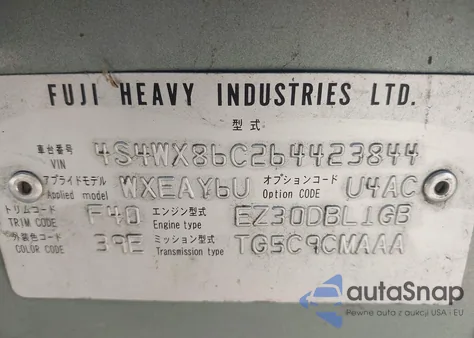 FUJI HEAVY INDUSTRIES LTD.
型式
車台番号 VIN 4S4WX86C264423844
アプライドモデル Applied model WXEAY6U オプションコード Option CODE U4AC
トリムコード TRIM CODE F40 エンジン型式 Engine type EZ30DBL1GB
外装色コード COLOR CODE 39E ミッション型式 Transmission type TG5C9CMAAA
autoSnap
Pewne auta z aukcji USA - EU